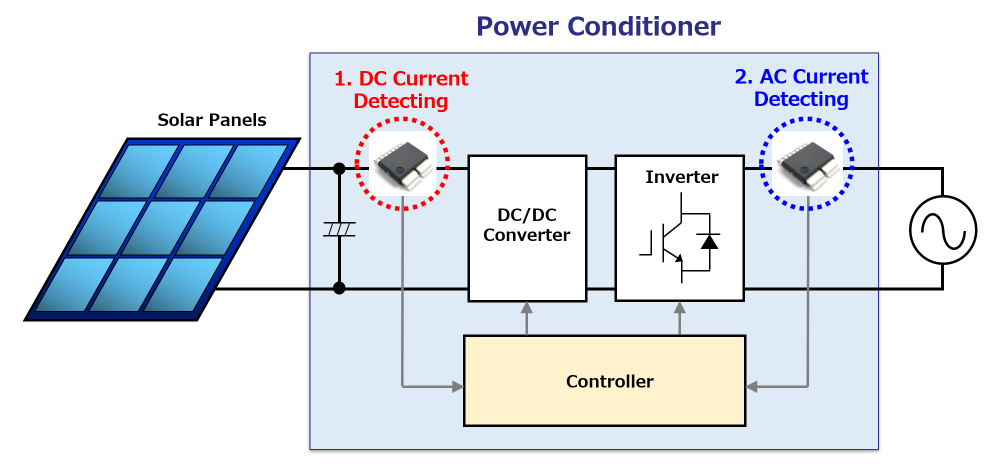 Power Conditioner
1. DC Current
Detecting
2. AC Current
Detecting
Solar Panels
Inverter
DC/DC
Converter
Controller